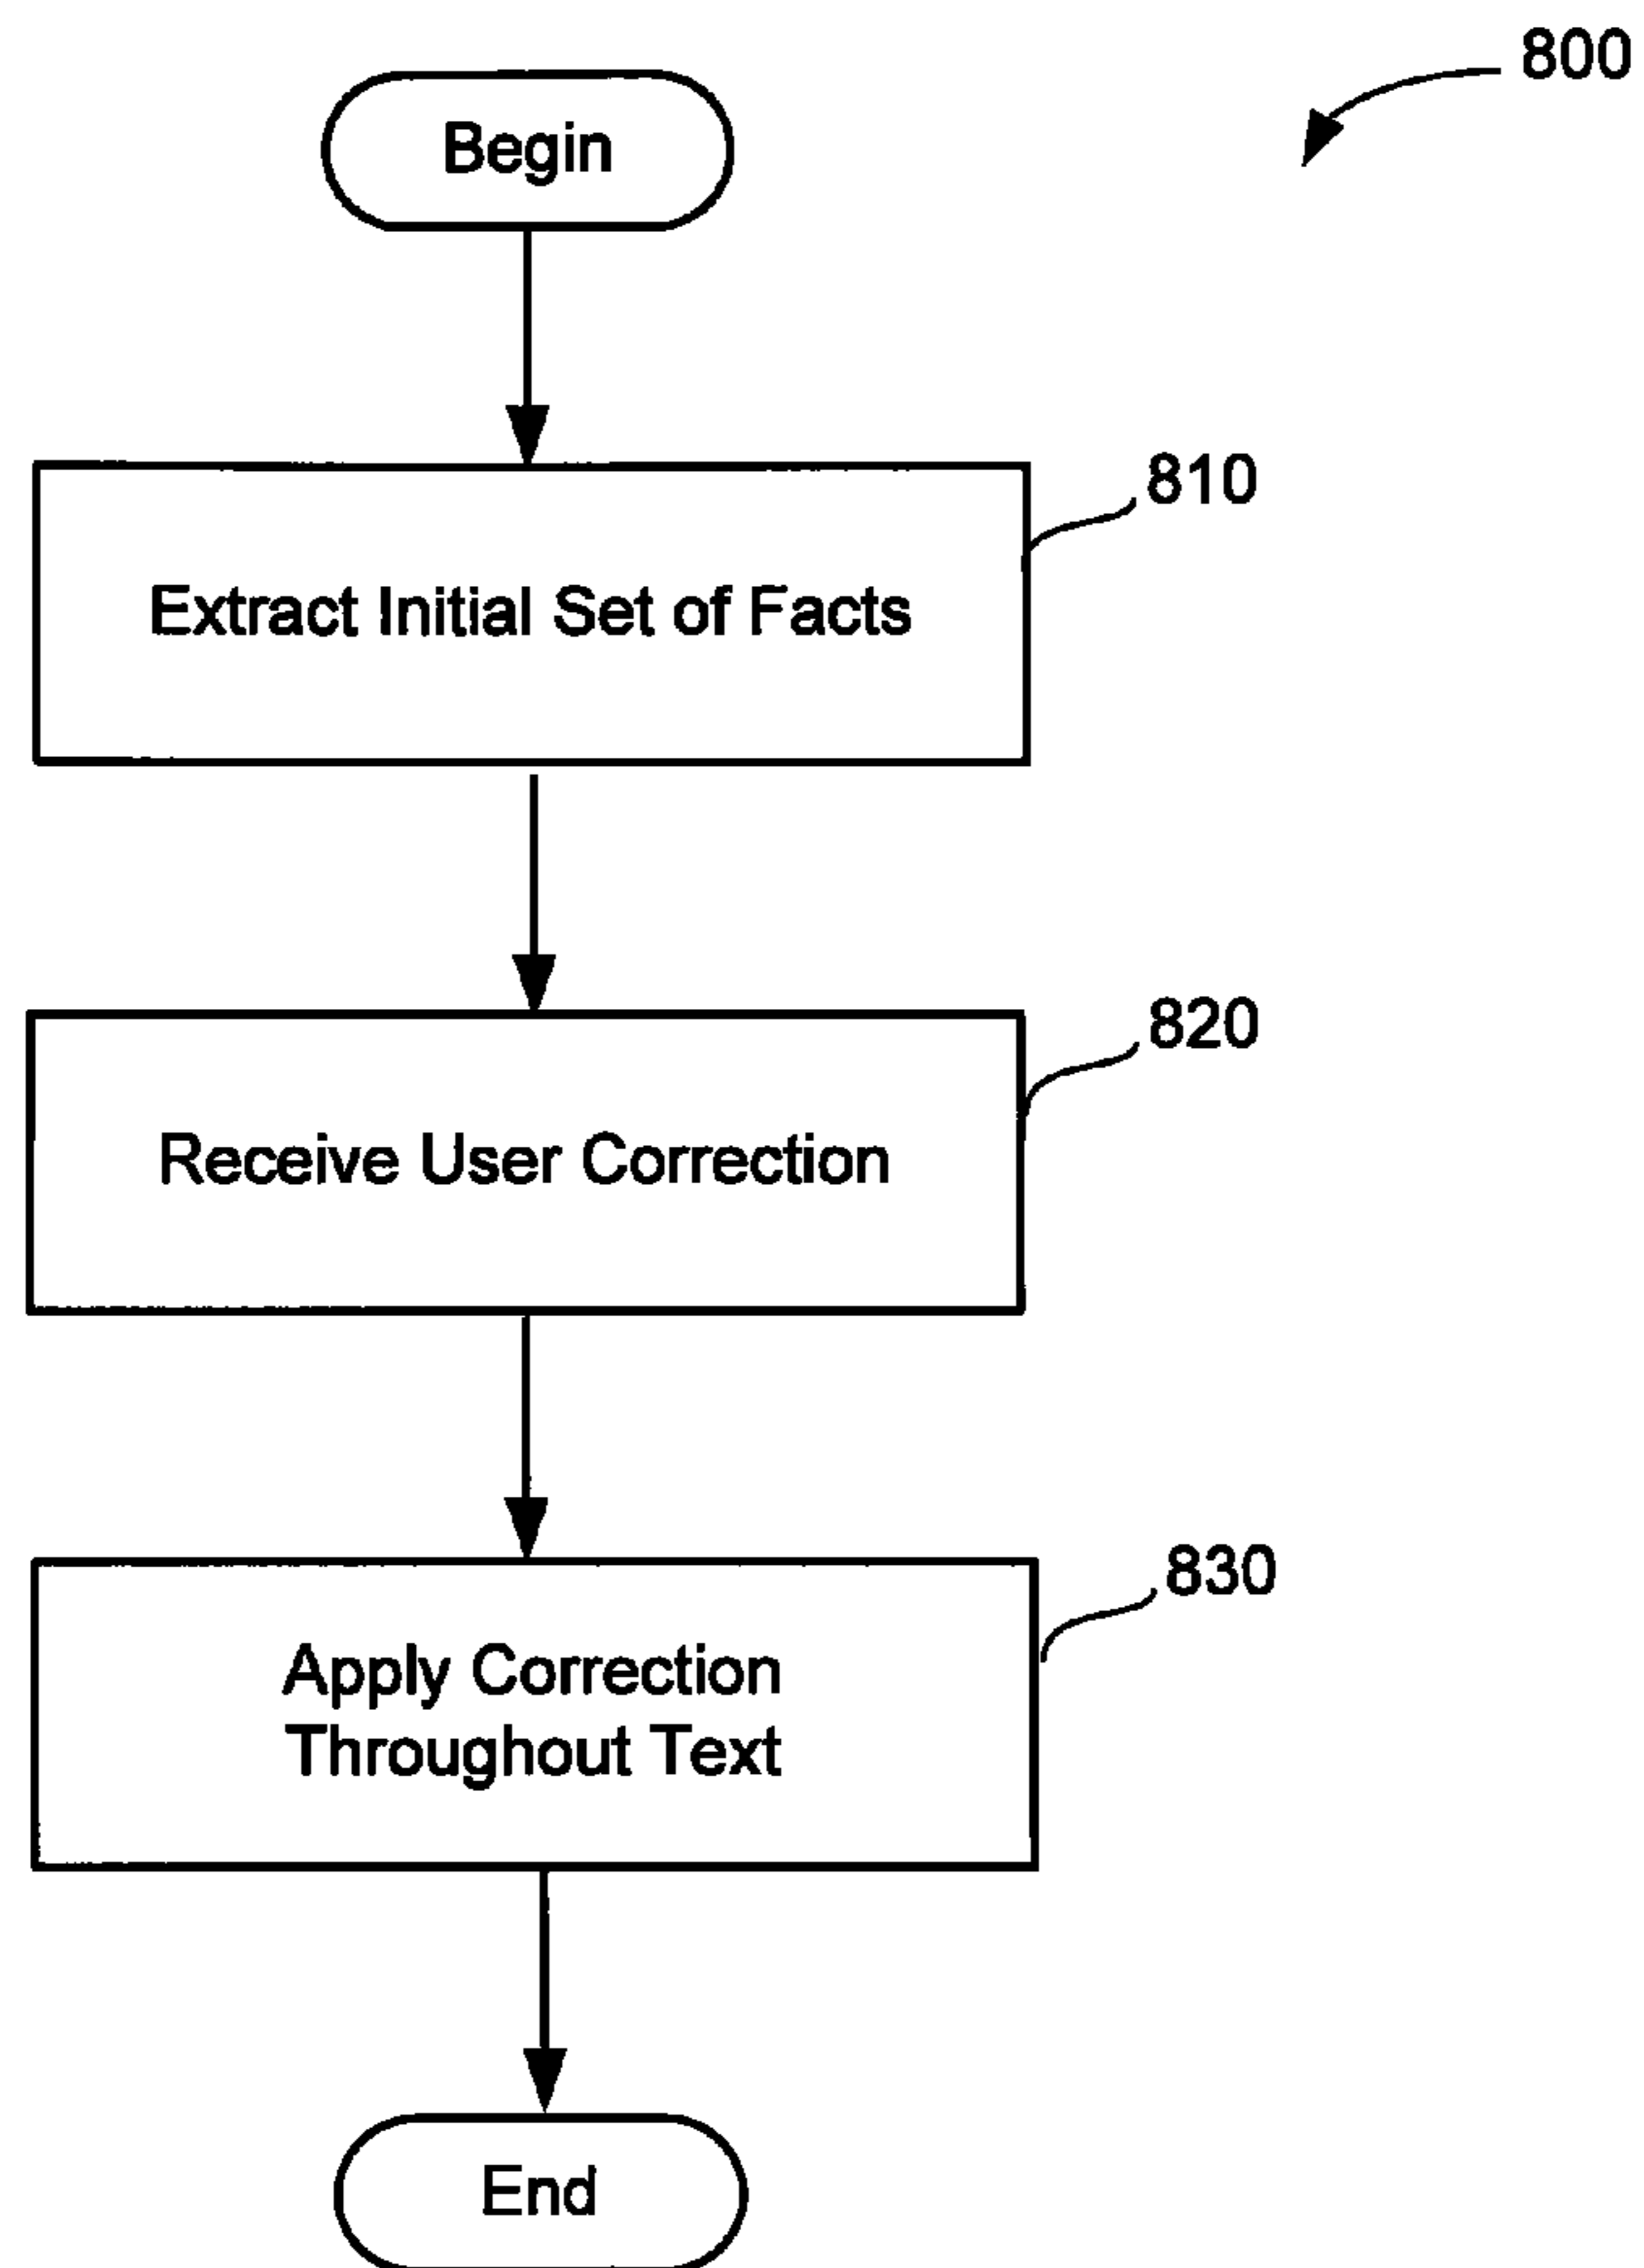 800
Begin
810
Extract Initial Set of Facts
820
Receive User Correction
830
Apply Correction
Throughout Text
End